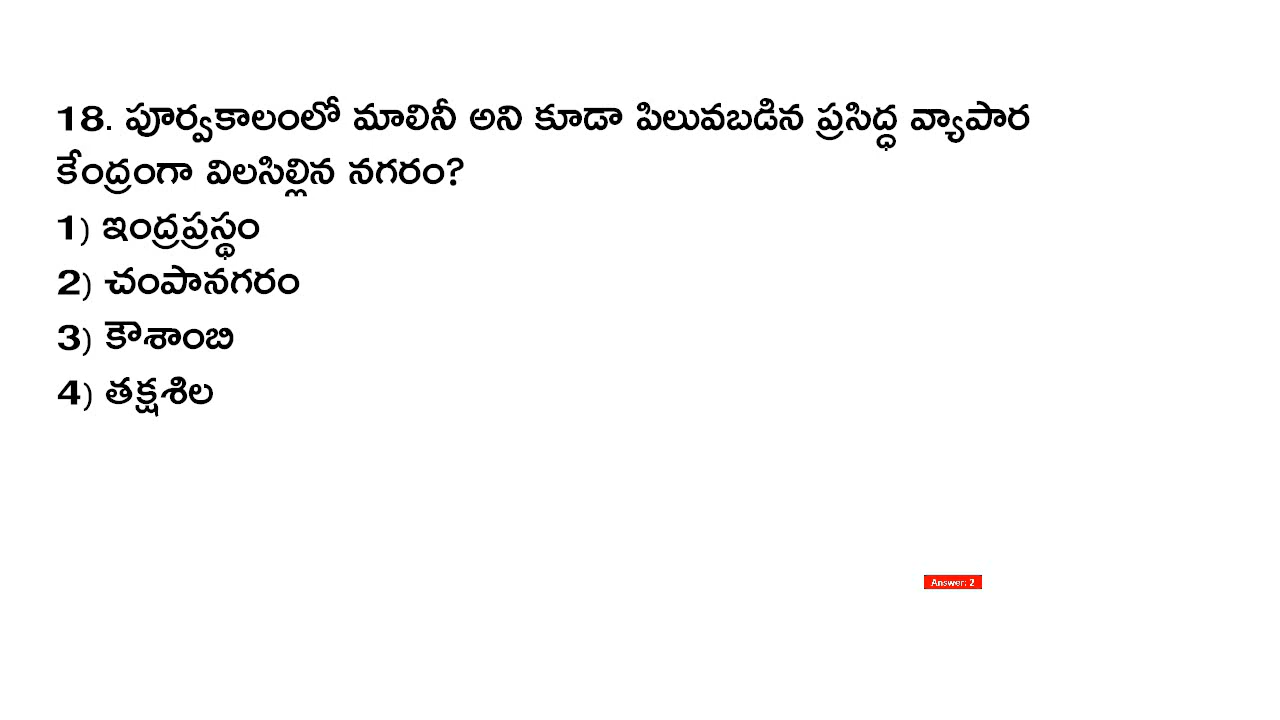 18. పూర్వకాలంలో మాలినీ అని కూడా పిలువబడిన ప్రసిద్ధ వ్యాపార
కేంద్రంగా విలసిల్లిన నగరం?
1) ఇంద్రప్రస్థం
2) చంపానగరం
3) కౌశాంబి
4) తక్షశిల
Answer: 2